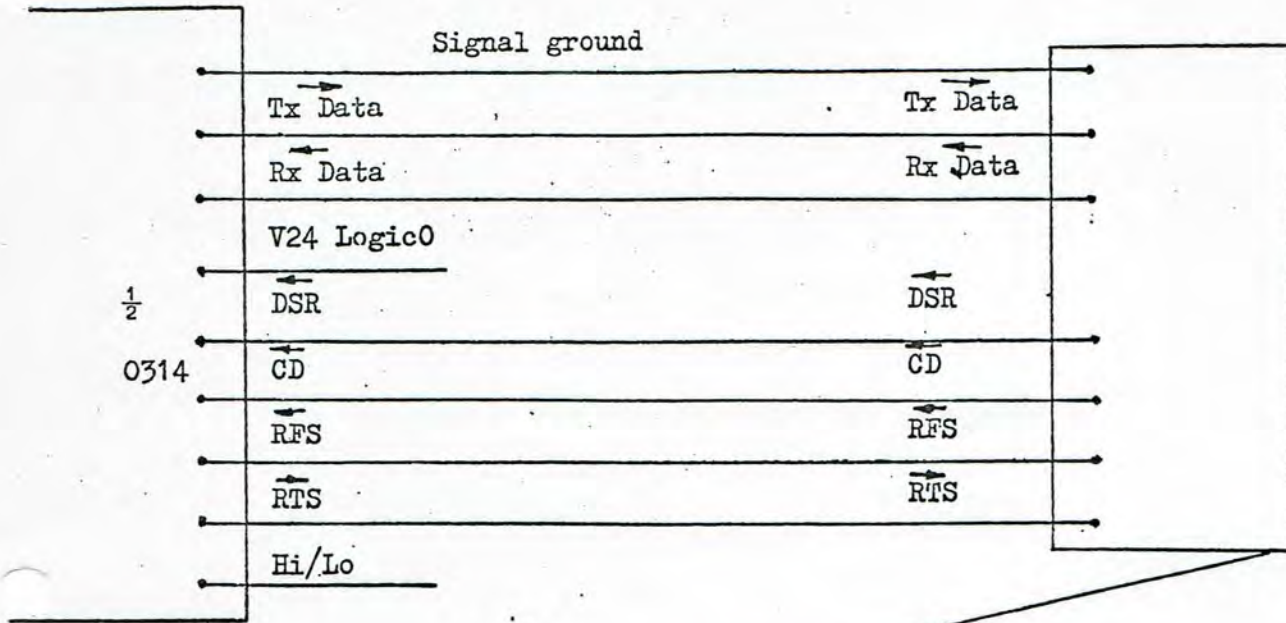 Signal ground
Tx Data Tx Data
Rx Data Rx Data
V24 Logic0
½
DSR DSR
0314
CD CD
RFS RFS
RTS RTS
Hi/Lo